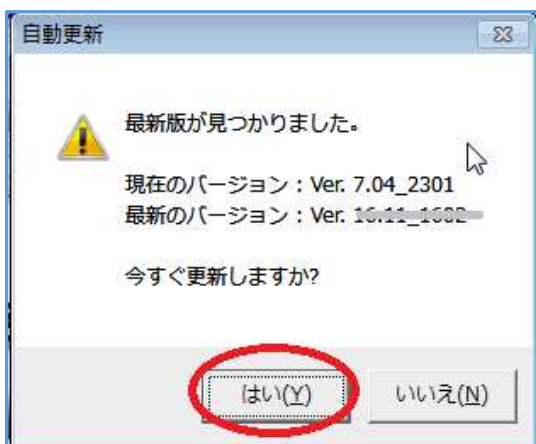 自動更新
最新版が見つかりました。
現在のバージョン：Ver. 7.04_2301
最新のバージョン：Ver.
今すぐ更新しますか?
はい(Y)
いいえ(N)